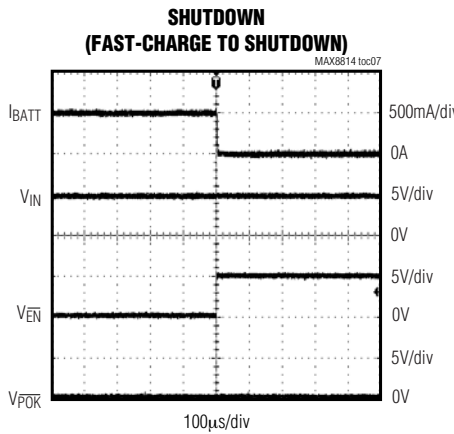 SHUTDOWN
(FAST-CHARGE TO SHUTDOWN)
MAX8814 toc07
T
IBATT
500mA/div
0A
VIN
5V/div
0V
5V/div
VEN
0V
5V/div
VPOK
0V
100μs/div